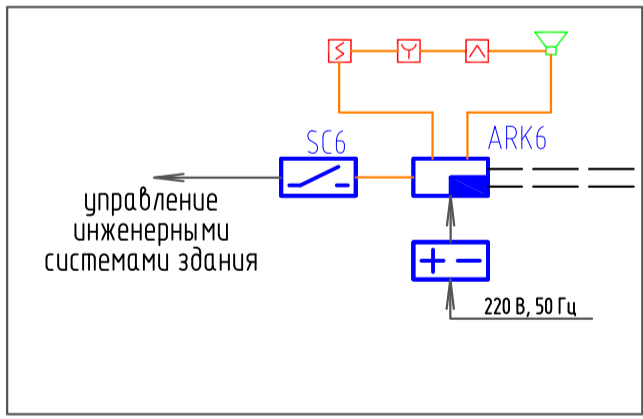 SC6
ARK6
управление
инженерными
системами здания
220 В, 50 Гц